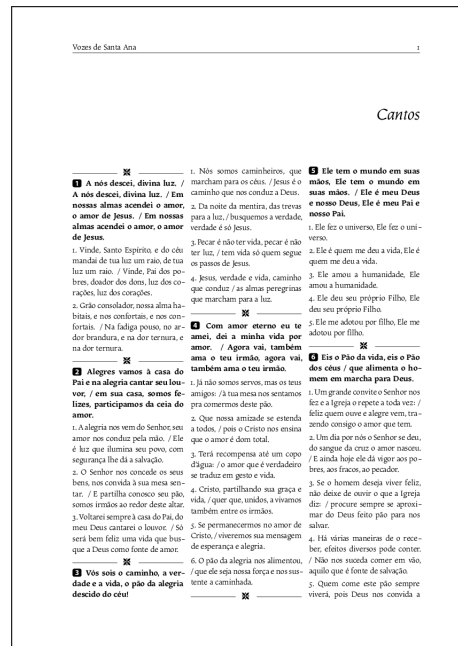 Vozes de Santa Ana 1
Cantos
1 A nós descei, divina luz. /
A nós descei, divina luz. / Em
nossas almas acendei o amor,
o amor de Jesus. / Em nossas
almas acendei o amor, o amor
de Jesus.
1. Vinde, Santo Espírito, e do céu
mandai de tua luz um raio, de tua
luz um raio. / Vinde, Pai dos po-
bres, doador dos dons, luz dos co-
rações, luz dos corações.
2. Grão consolador, nossa alma ha-
bitais, e nos confortais, e nos con-
fortais. / Na fadiga pouso, no ar-
dor brandura, e na dor ternura, e
na dor ternura.
2 Alegres vamos à casa do
Pai e na alegria cantar seu lou-
vor, / em sua casa, somos fe-
lizes, participamos da ceia do
amor.
1. A alegria nos vem do Senhor, seu
amor nos conduz pela mão. / Ele
é luz que ilumina seu povo, com
segurança lhe dá a salvação.
2. O Senhor nos concede os seus
bens, nos convida à sua mesa sen-
tar. / E partilha conosco seu pão,
somos irmãos ao redor deste altar.
3. Voltarei sempre à casa do Pai, do
meu Deus cantarei o louvor. / Só
será bem feliz uma vida que bus-
que a Deus como fonte de amor.
3 Vós sois o caminho, a ver-
dade e a vida, o pão da alegria
descido do céu!
1. Nós somos caminheiros, que
marcham para os céus. / Jesus é o
caminho que nos conduz a Deus.
2. Da noite da mentira, das trevas
para a luz, / busquemos a verdade,
verdade é só Jesus.
3. Pecar é não ter vida, pecar é não
ter luz, / tem vida só quem segue
os passos de Jesus.
4. Jesus, verdade e vida, caminho
que conduz / as almas peregrinas
que marcham para a luz.
4 Com amor eterno eu te
amei, dei a minha vida por
amor. / Agora vai, também
ama o teu irmão, agora vai,
também ama o teu irmão.
1. Já não somos servos, mas os teus
amigos: / à tua mesa nos sentamos
pra comermos deste pão.
2. Que nossa amizade se estenda
a todos, / pois o Cristo nos ensina
que o amor é dom total.
3. Terá recompensa até um copo
d'água: / o amor que é verdadeiro
se traduz em gesto e vida.
4. Cristo, partilhando sua graça e
vida, / quer que, unidos, a vivamos
também entre os irmãos.
5. Se permanecermos no amor de
Cristo, / viveremos sua mensagem
de esperança e alegria.
6. O pão da alegria nos alimentou,
/ que ele seja nossa força e nos sus-
tente a caminhada.
5 Ele tem o mundo em suas
mãos, Ele tem o mundo em
suas mãos. / Ele é meu Deus
e nosso Deus, Ele é meu Pai e
nosso Pai.
1. Ele fez o universo, Ele fez o uni-
verso.
2. Ele é quem me deu a vida, Ele é
quem me deu a vida.
3. Ele amou a humanidade, Ele
amou a humanidade.
4. Ele deu seu próprio Filho, Ele
deu seu próprio Filho.
5. Ele me adotou por filho, Ele me
adotou por filho.
6 Eis o Pão da vida, eis o Pão
dos céus / que alimenta o ho-
mem em marcha para Deus.
1. Um grande convite o Senhor nos
fez e a Igreja o repete a toda vez: /
feliz quem ouve e alegre vem, tra-
zendo consigo o amor que tem.
2. Um dia por nós o Senhor se deu,
do sangue da cruz o amor nasceu.
/ E ainda hoje ele dá vigor aos po-
bres, aos fracos, ao pecador.
3. Se o homem deseja viver feliz,
não deixe de ouvir o que a Igreja
diz: / procure sempre se aproxi-
mar do Deus feito pão para nos
salvar.
4. Há várias maneiras de o rece-
ber, efeitos diversos pode conter.
/ Não nos suceda comer em vão,
aquilo que é fonte de salvação.
5. Quem come este pão sempre
viverá, pois Deus nos convida a